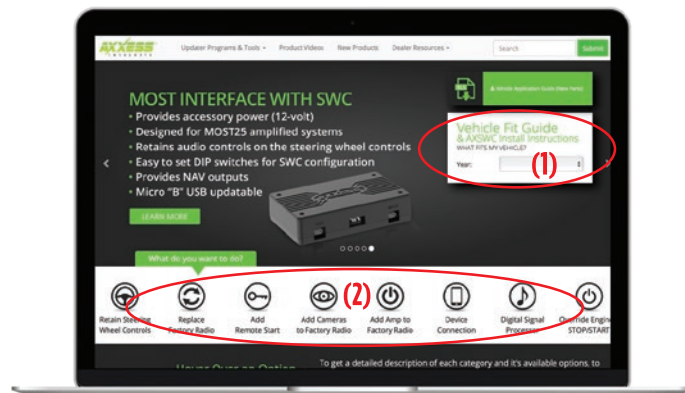 AXXESS
INTERFACES
Updater Programs & Tools
Product Videos
New Products
Dealer Resources
Search
Submit
MOST INTERFACE WITH SWC
• Provides accessory power (12-volt)
• Designed for MOST25 amplified systems
• Retains audio controls on the steering wheel controls
• Easy to set DIP switches for SWC configuration
• Provides NAV outputs
• Micro "B" USB updatable
LEARN MORE
Application Guide (New Parts)
Vehicle Fit Guide
& AXSWC Install Instructions
WHAT FITS MY VEHICLE?
Year:
(1)
What do you want to do?
(2)
Retain Steering
Wheel Controls
Replace
Factory Radio
Add
Remote Start
Add Cameras
to Factory Radio
Add Amp to
Factory Radio
Device
Connection
Digital Signal
Processor
Override Engine
STOP/START
Hover Over an Option
To get a detailed description of each category and it's available options, to